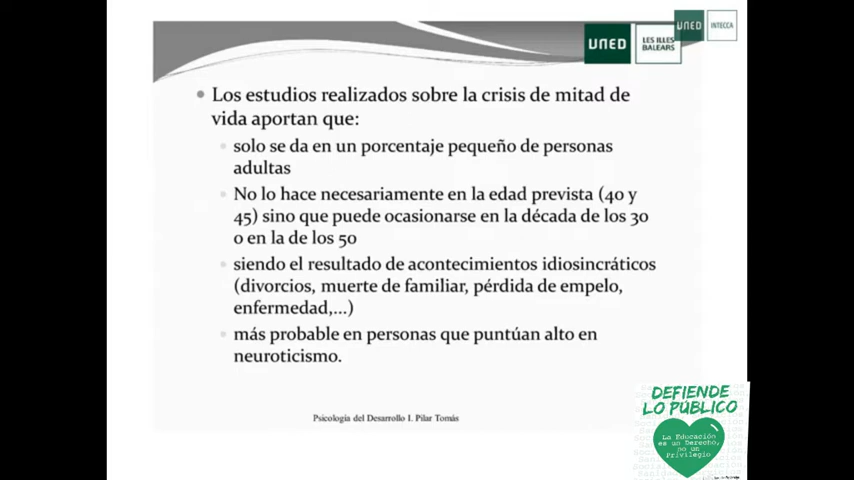 UNED
INTECCA
UNED
LES ILLES
BALEARS
Los estudios realizados sobre la crisis de mitad de
vida aportan que:
solo se da en un porcentaje pequeño de personas
adultas
No lo hace necesariamente en la edad prevista (40 y
45) sino que puede ocasionarse en la década de los 30
o en la de los 50
siendo el resultado de acontecimientos idiosincráticos
(divorcios, muerte de familiar, pérdida de empelo,
enfermedad,...)
más probable en personas que puntúan alto en
neuroticismo.
Psicología del Desarrollo I. Pilar Tomás
DEFIENDE
LO PÚBLICO
La Educación
es un Derecho,
no un
Privilegio